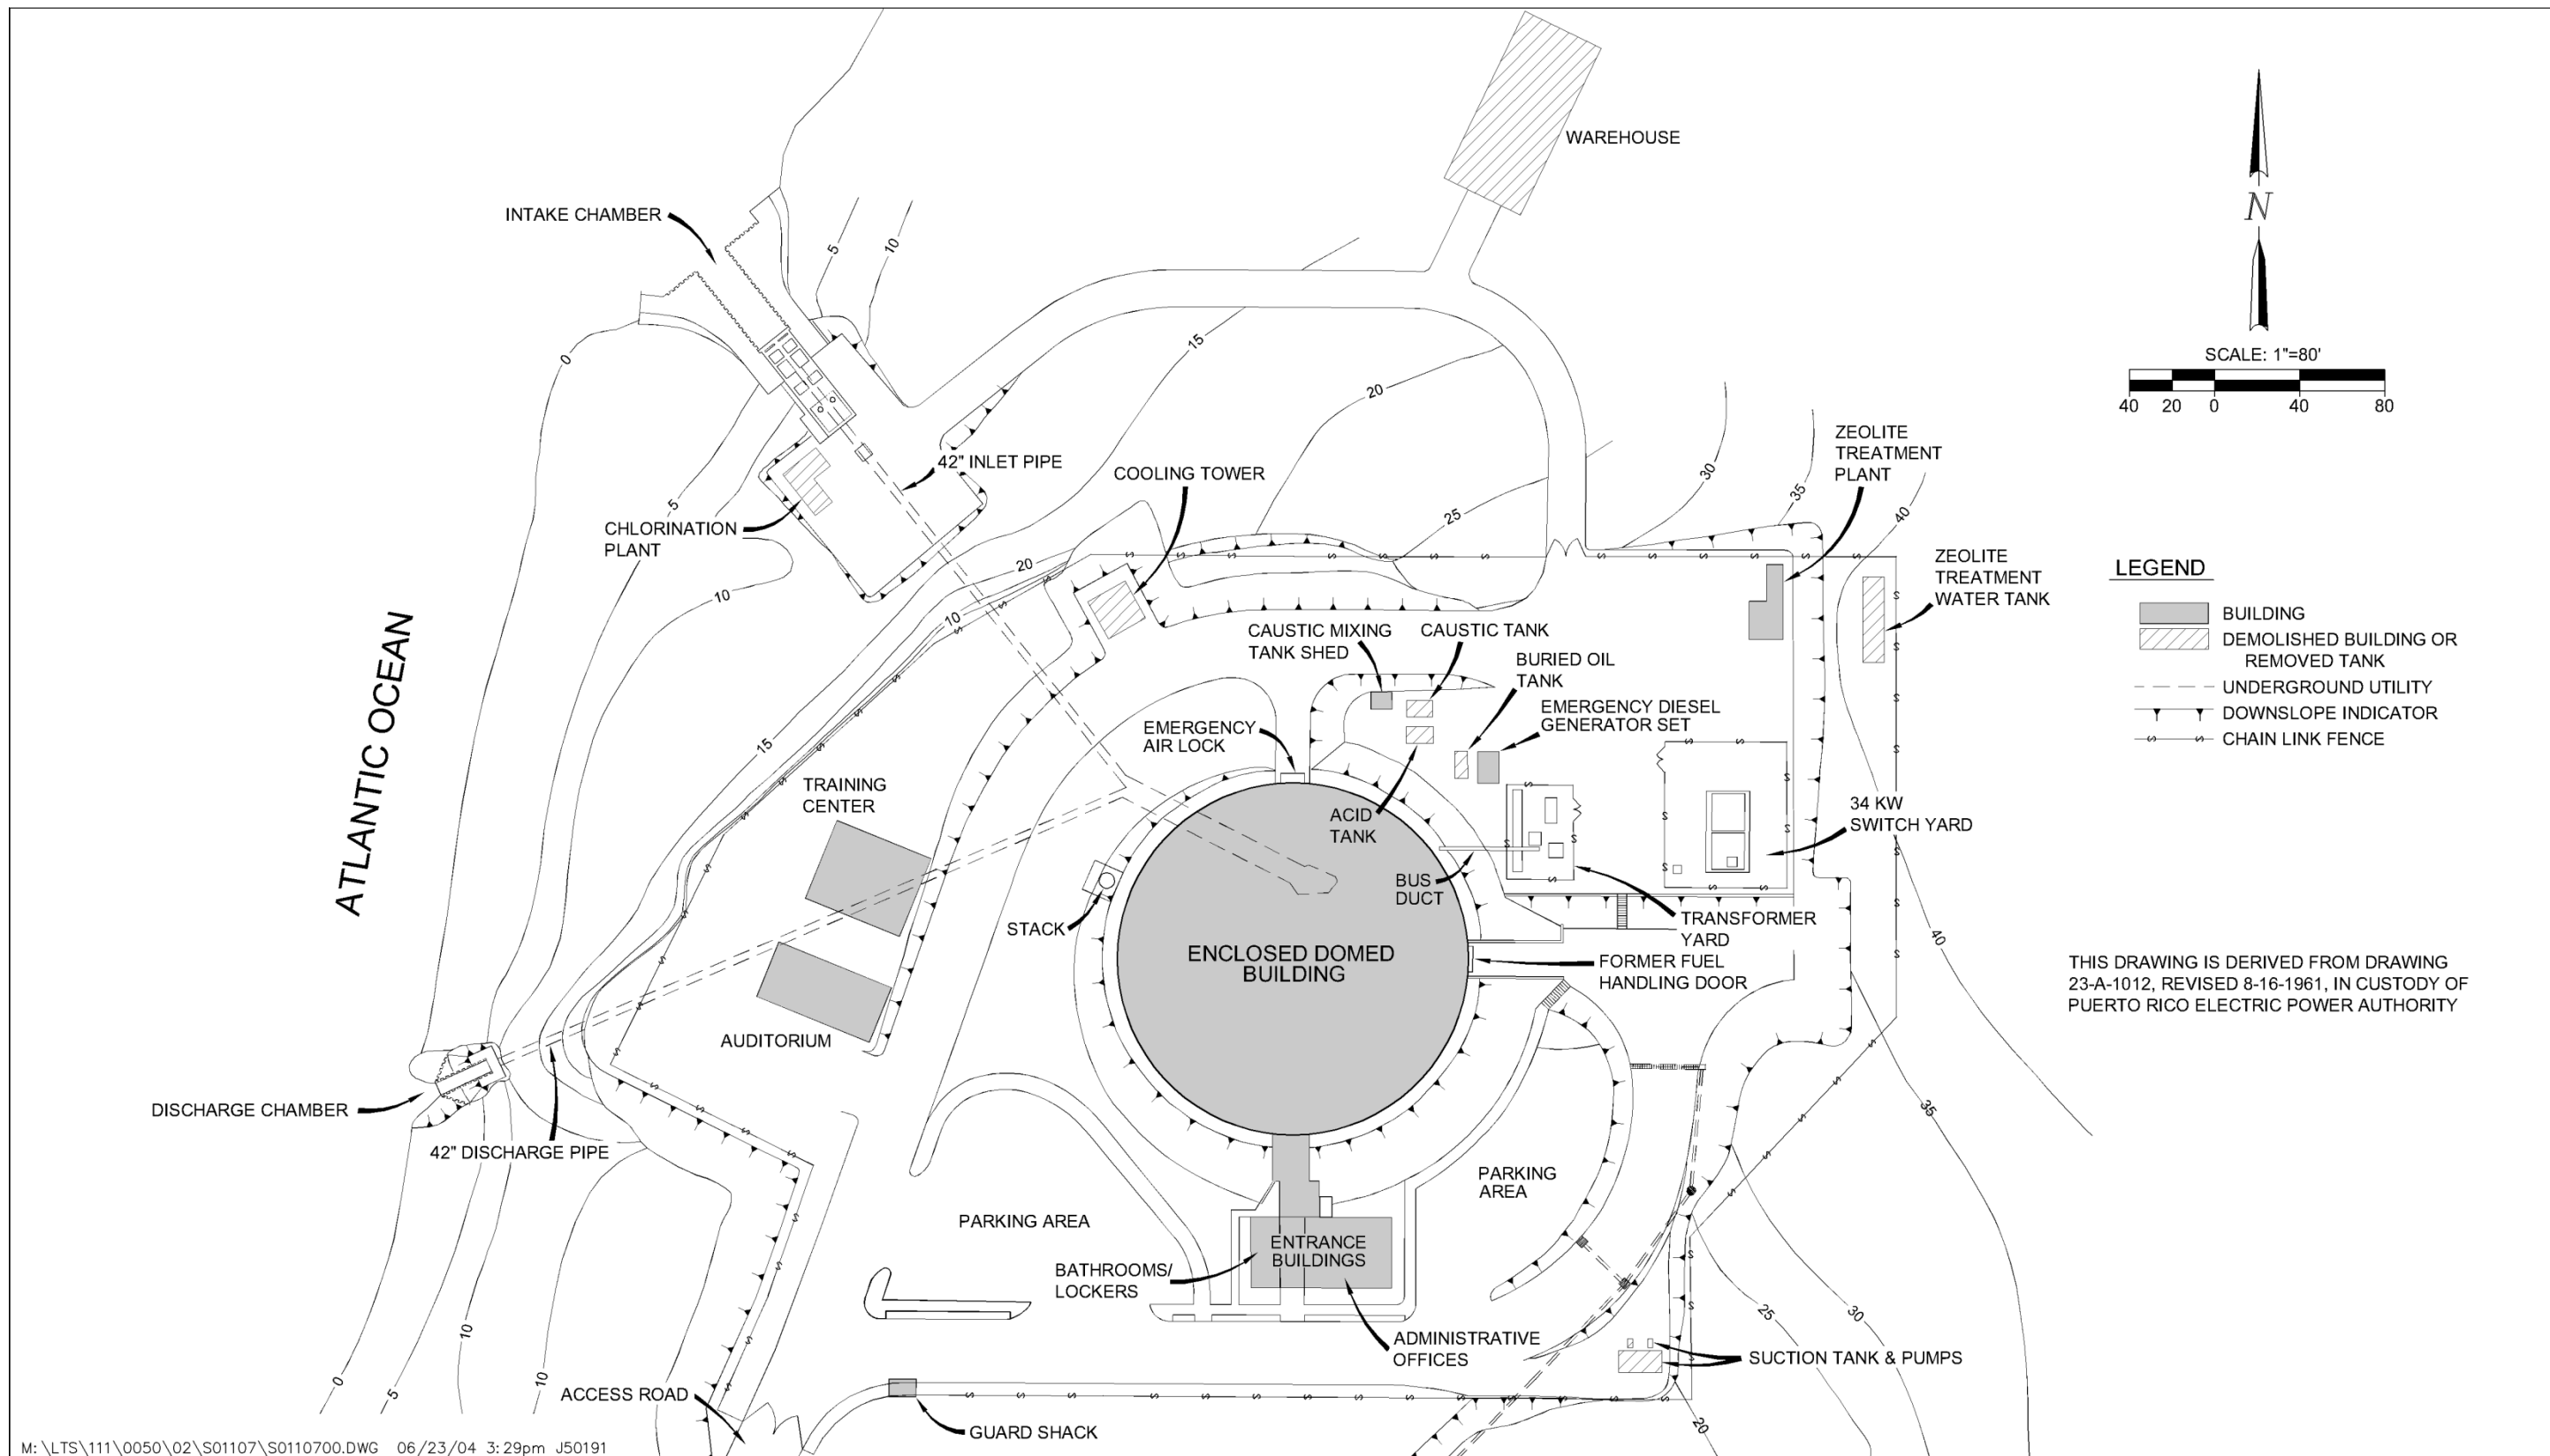 WAREHOUSE
INTAKE CHAMBER
N
5
10
SCALE: 1"=80'
40 20 0 40 80
0
15
20
ZEOLITE
TREATMENT
PLANT
42" INLET PIPE
COOLING TOWER
30
35
40
5
CHLORINATION
PLANT
25
20
10
10
ZEOLITE
TREATMENT
WATER TANK
LEGEND
BUILDING
DEMOLISHED BUILDING OR
REMOVED TANK
UNDERGROUND UTILITY
DOWNSLOPE INDICATOR
S S CHAIN LINK FENCE
ATLANTIC OCEAN
CAUSTIC MIXING
TANK SHED
CAUSTIC TANK
BURIED OIL
TANK
EMERGENCY DIESEL
GENERATOR SET
EMERGENCY
AIR LOCK
15
TRAINING
CENTER
ACID
TANK
34 KW
SWITCH YARD
BUS
DUCT
STACK
TRANSFORMER
YARD
40
ENCLOSED DOMED
BUILDING
FORMER FUEL
HANDLING DOOR
THIS DRAWING IS DERIVED FROM DRAWING
23-A-1012, REVISED 8-16-1961, IN CUSTODY OF
PUERTO RICO ELECTRIC POWER AUTHORITY
AUDITORIUM
DISCHARGE CHAMBER
35
42" DISCHARGE PIPE
PARKING
AREA
PARKING AREA
ENTRANCE
BUILDINGS
BATHROOMS/
LOCKERS
25
30
10
ADMINISTRATIVE
OFFICES
SUCTION TANK & PUMPS
0
5
10
ACCESS ROAD
GUARD SHACK
20
M:\LTS\111\0050\02\S01107\S0110700.DWG 06/23/04 3:29pm J50191